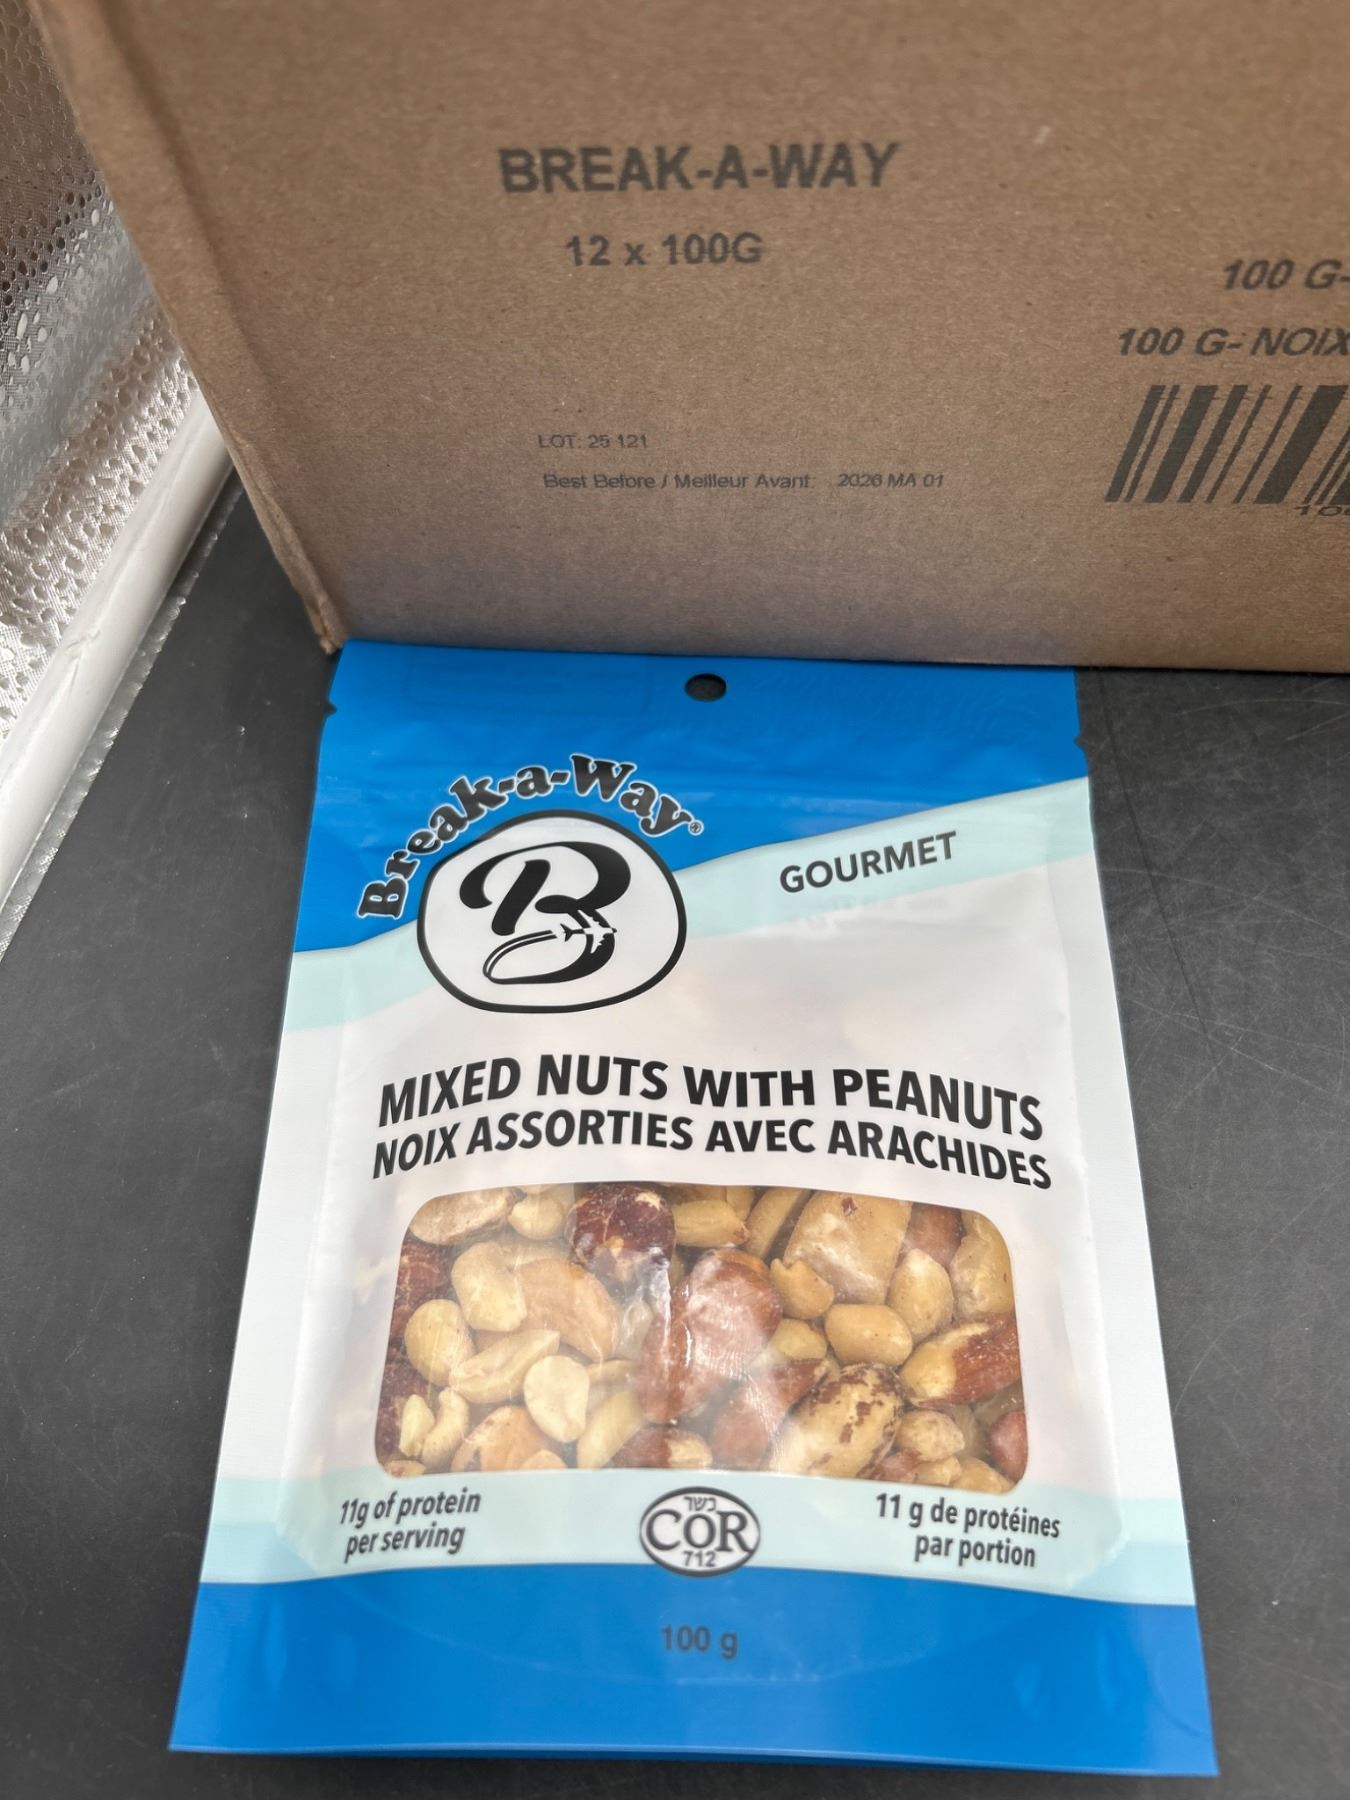 BREAK-A-WAY
12 x 100G
100 G-
100 G- NOIX
LOT: 25 121
Best Before / Meilleur Avant: 2026 MA 01
Break-a-Way®
B
GOURMET
MIXED NUTS WITH PEANUTS
NOIX ASSORTIES AVEC ARACHIDES
11g of protein
per serving
כשר
COR
712
11 g de protéines
par portion
100 g